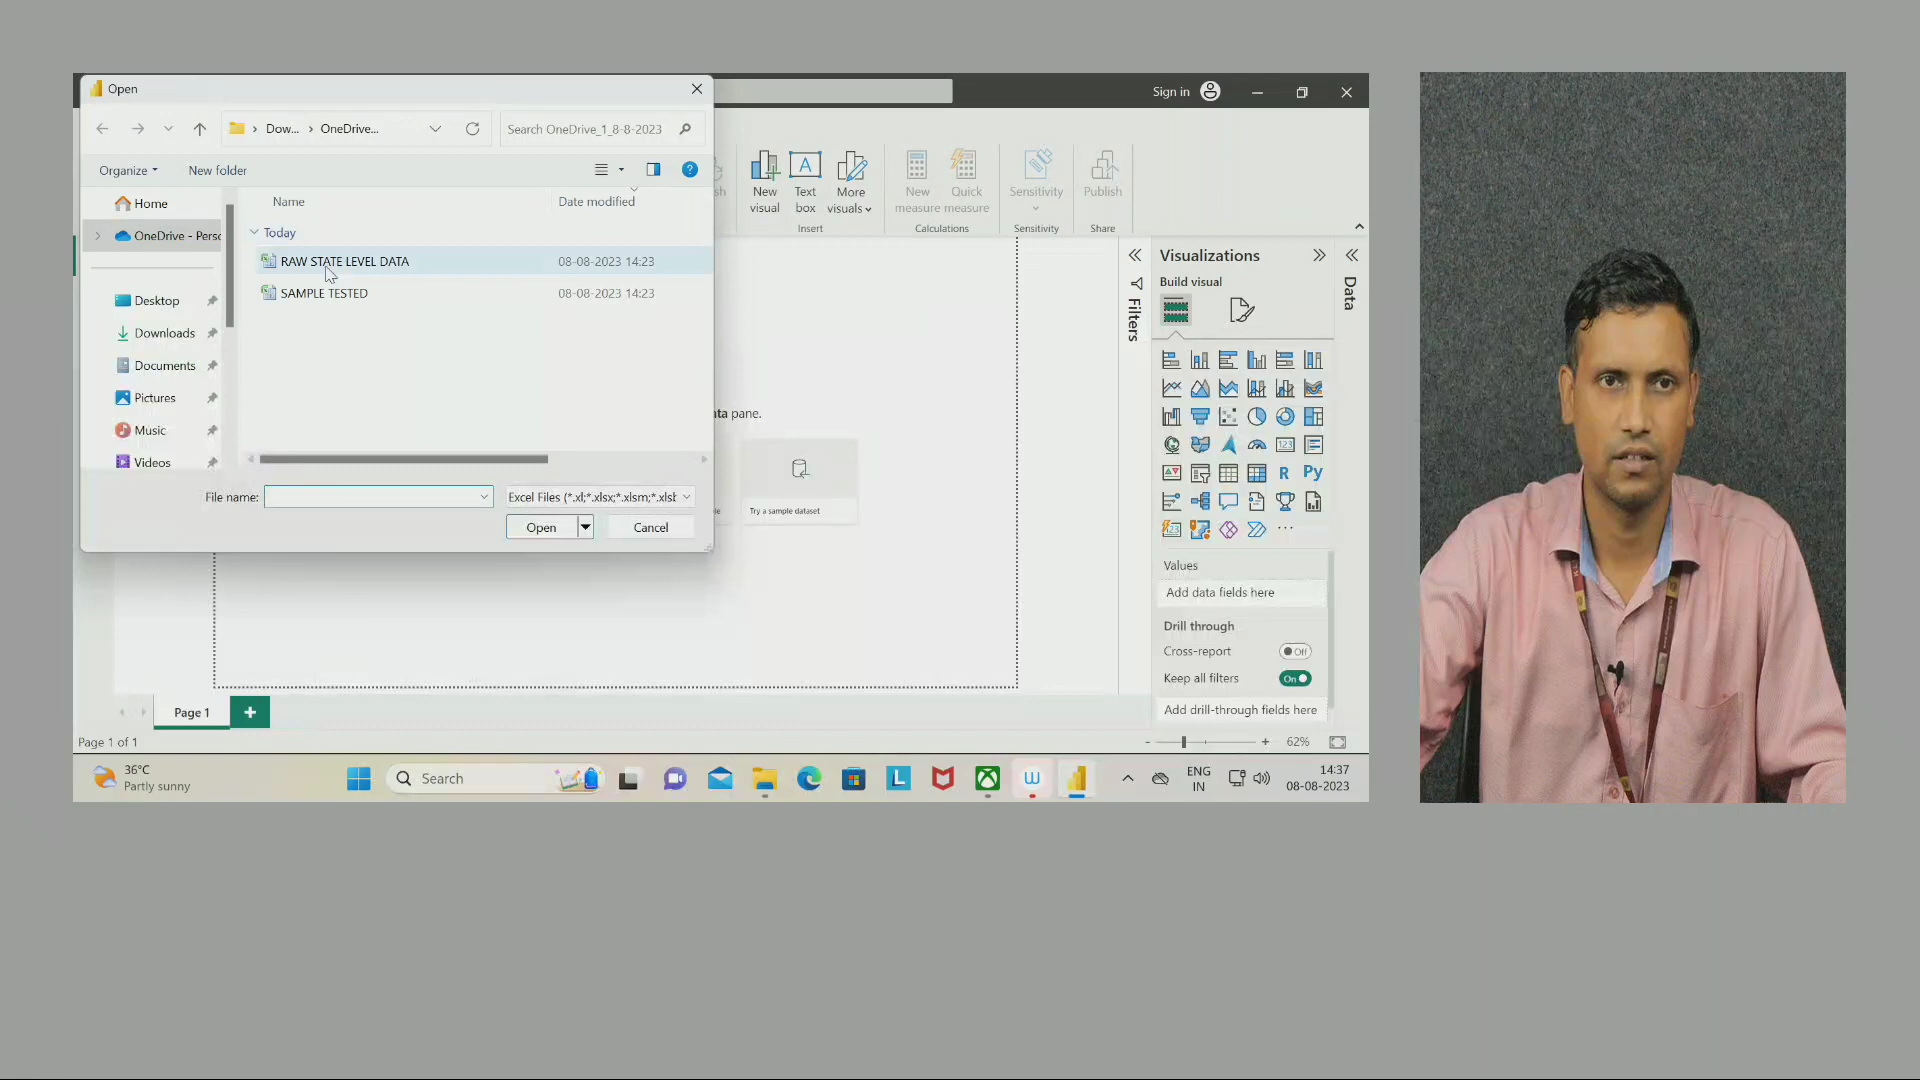 Open
Sign in
Dow... > OneDrive...
Search OneDrive_1_8-8-2023
Organize
New folder
Home
OneDrive - Perso
Desktop
Downloads
Documents
Pictures
Music
Videos
Name
Date modified
Today
RAW STATE LEVEL DATA 08-08-2023 14:23
SAMPLE TESTED 08-08-2023 14:23
File name:
Excel Files (*.xl;*.xlsx;*.xlsm;*.xlsb
Open
Cancel
New visual
Text box
More visuals
Insert
New measure
Quick measure
Calculations
Sensitivity
Sensitivity
Publish
Share
ata pane.
Try a sample dataset
Filters
Visualizations
Build visual
Data
123
R
Py
123
Values
Add data fields here
Drill through
Cross-report
Off
Keep all filters
On
Add drill-through fields here
Page 1
Page 1 of 1
- + 62%
36°C
Partly sunny
Search
L
ENG
IN
14:37
08-08-2023